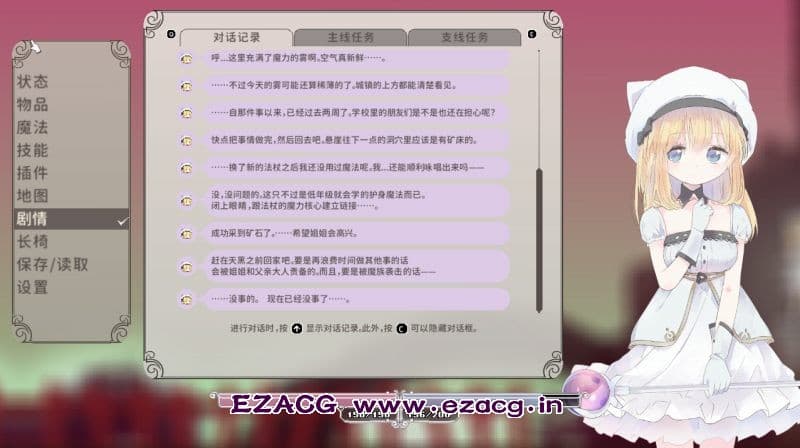 对话记录
主线任务
支线任务
状态
物品
魔法
技能
插件
地图
剧情
长椅
保存/读取
设置
呼...这里充满了魔力的雾啊。空气真新鲜……。
……不过今天的雾可能还算稀薄的了。城镇的上方都能清楚看见。
……自那件事以来，已经过去两周了。学校里的朋友们是不是也还在担心呢？
快点把事情做完，然后回去吧。悬崖往下一点的洞穴里应该是有矿床的。
……换了新的法杖之后我还没用过魔法呢。我...还能顺利咏唱出来吗——
没，没问题的。这只不过是低年级就会学的护身魔法而已。
闭上眼睛，跟法杖的魔力核心建立链接……。
成功采到矿石了。……希望姐姐会高兴。
赶在天黑之前回家吧。要是再浪费时间做其他事的话
会被姐姐和父亲大人责备的。而且，要是被魔族袭击的话——
……没事的。 现在已经没事了……。
进行对话时，按 显示对话记录。此外，按 C 可以隐藏对话框。
EZACG www.ezacg.in